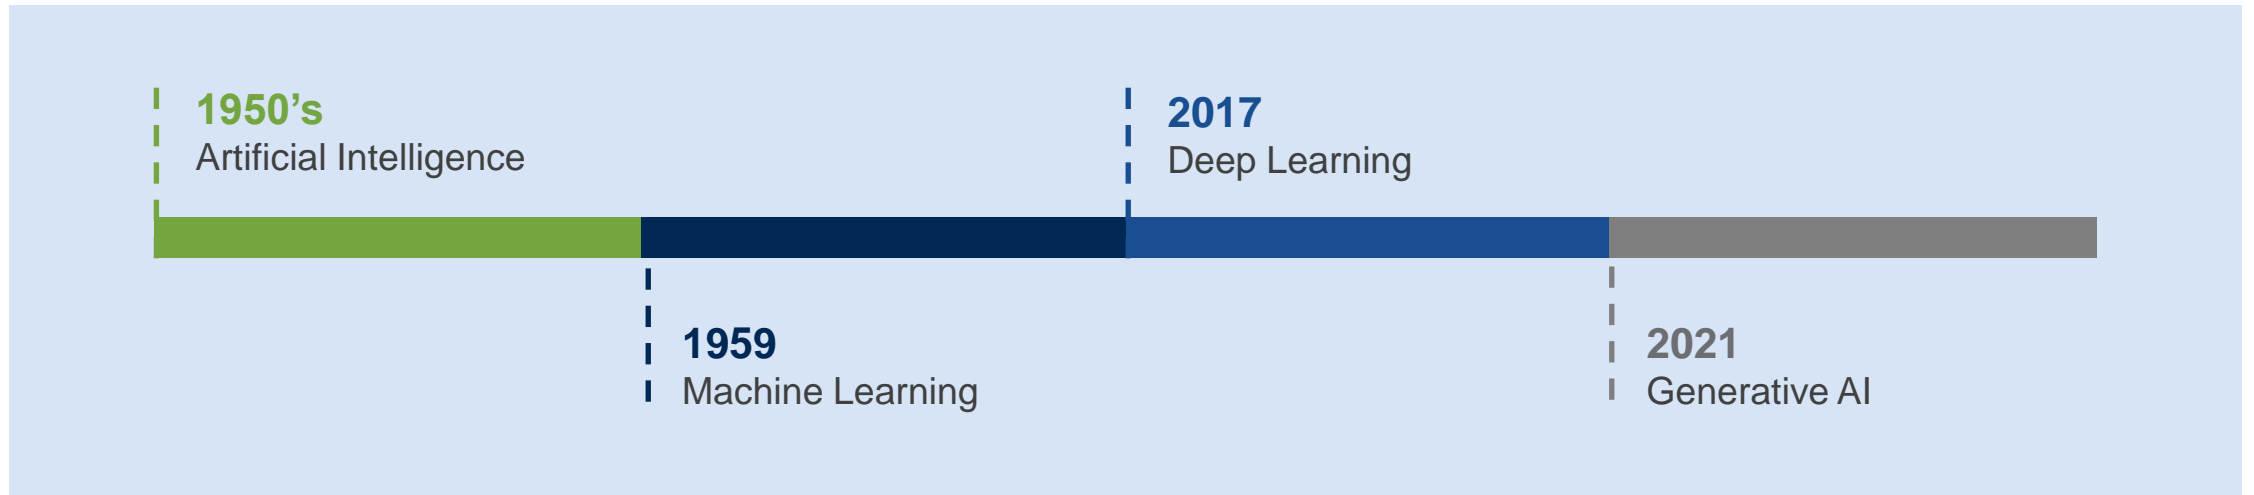 1950’s
Artificial Intelligence
1959
Machine Learning
2017
Deep Learning
2021
Generative AI